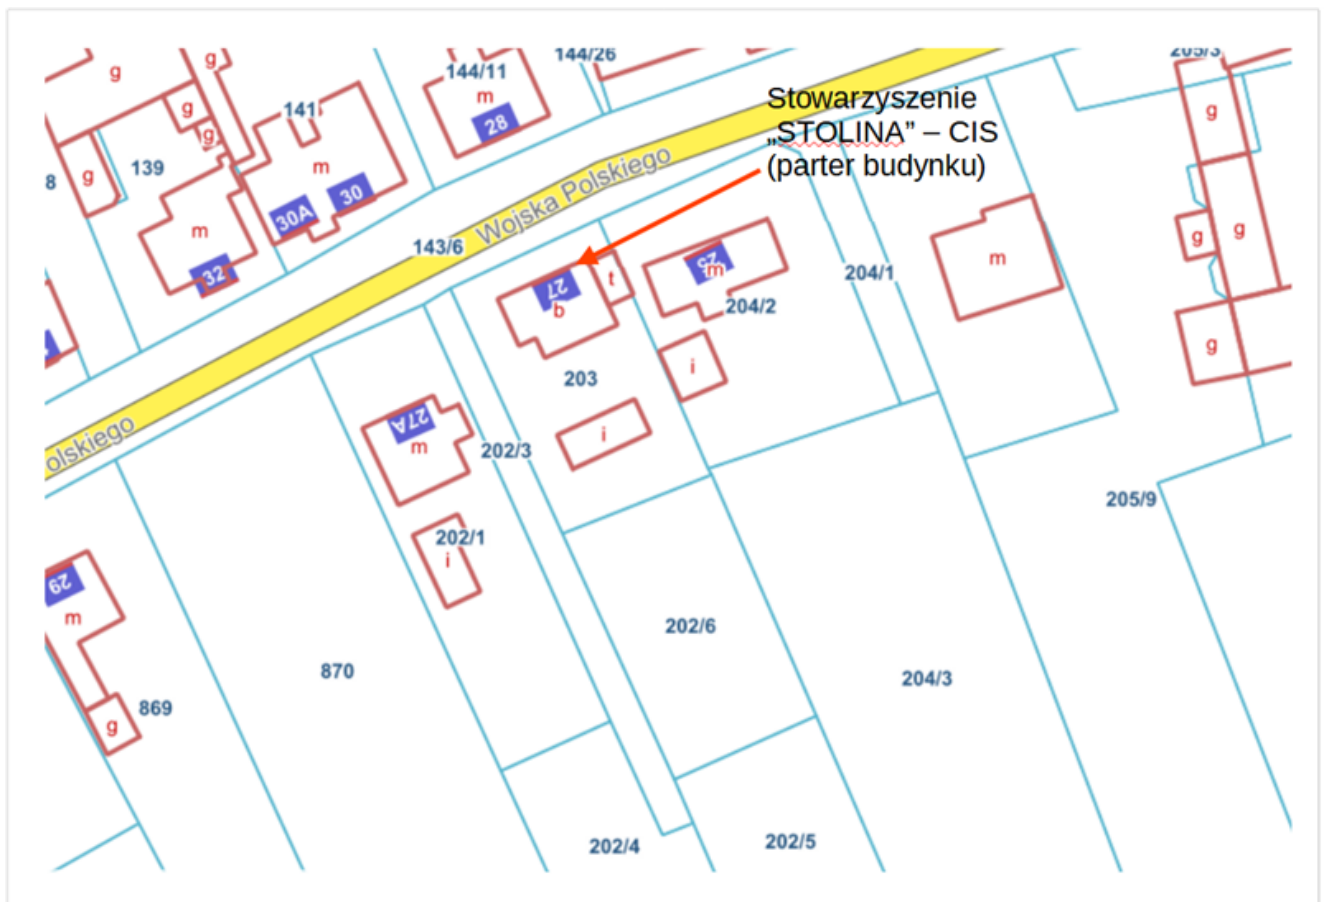 144/26
205/3
g
g
144/11
m
28
Stowarzyszenie
„STOLINA” – CIS
(parter budynku)
g
141
g
g
139
m
8
g
30
30A
m
32
143/6
Wojska Polskiego
g
g
m
25
m
204/1
t
27
b
204/2
g
i
203
27A
m
202/3
i
olskiego
205/9
202/1
i
29
m
202/6
870
204/3
869
g
202/4
202/5